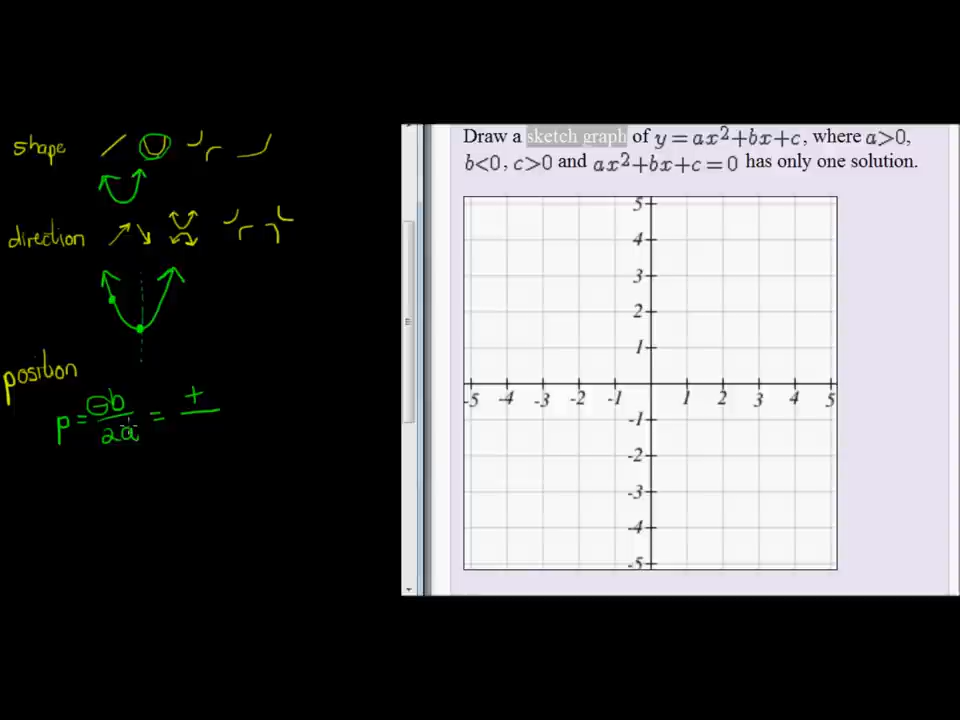 shape
direction
position
p = -b/2a = +
Draw a sketch graph of y = ax²+bx+c, where a>0,
b<0, c>0 and ax²+bx+c = 0 has only one solution.
5
4
3
2
1
-5 -4 -3 -2 -1 1 2 3 4 5
-1
-2
-3
-4
-5